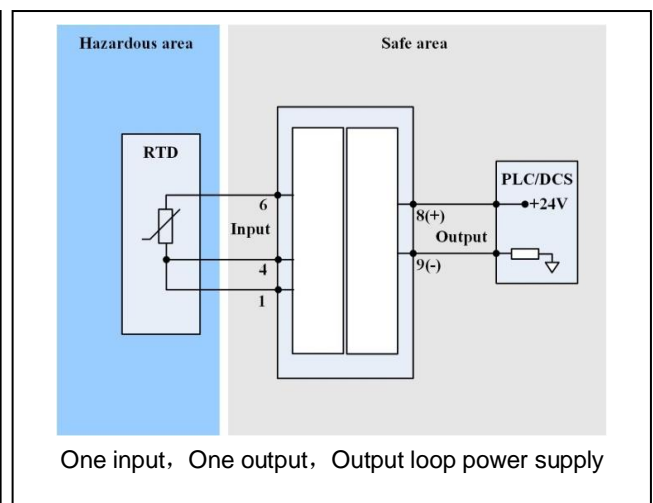 Hazardous area
Safe area
RTD
PLC/DCS
+24V
6
8(+)
Input
Output
4
9(-)
1
One input，One output，Output loop power supply